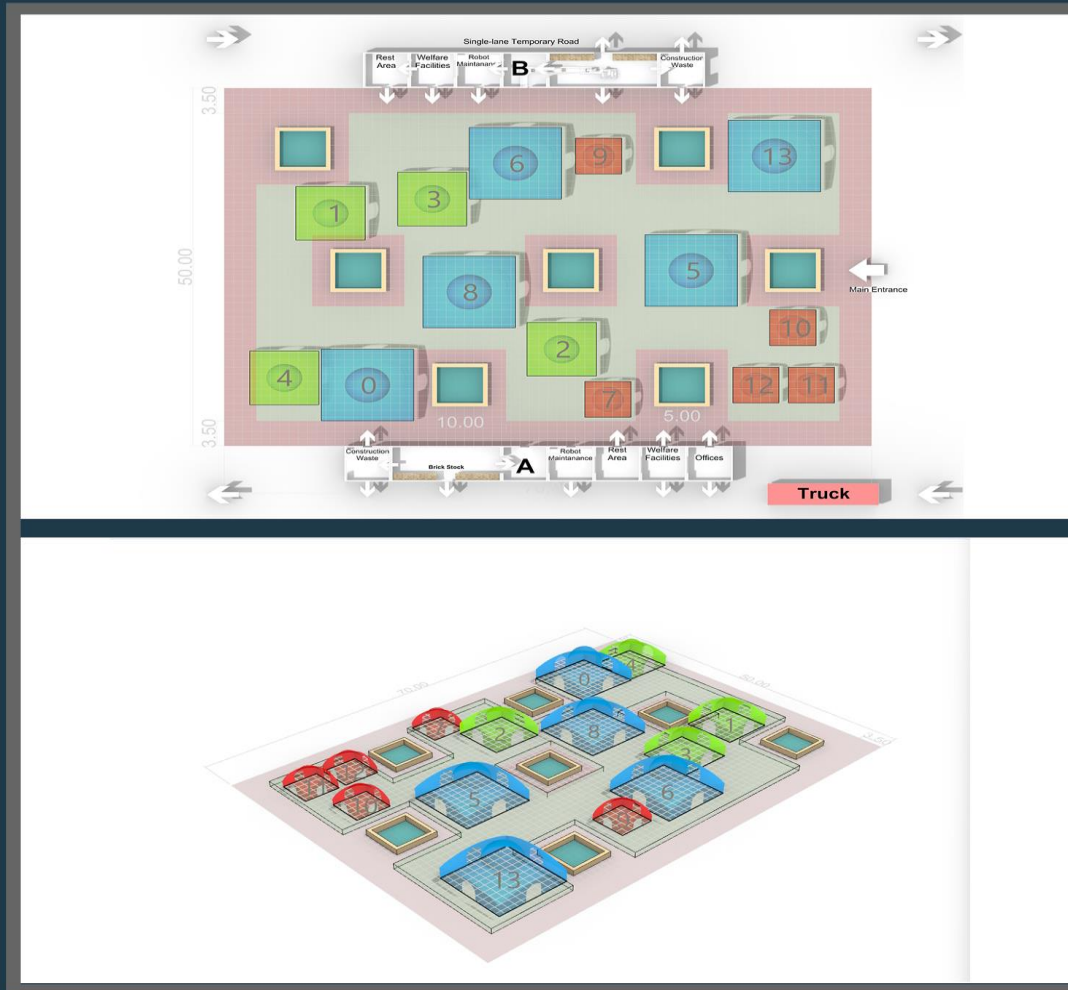 Single-lane Temporary Road
Rest
Area
Welfare
Facilities
Robot
Maintanance
B
Construction
Waste
3.50
6
9
13
1
3
50.00
8
5
Main Entrance
10
2
4
0
7
12
11
10.00
5.00
3.50
Construction
Waste
Brick Stock
A
Robot
Maintanance
Rest
Area
Welfare
Facilities
Offices
Truck
70.00
50.00
3.50
4
0
2
8
1
3
5
6
13